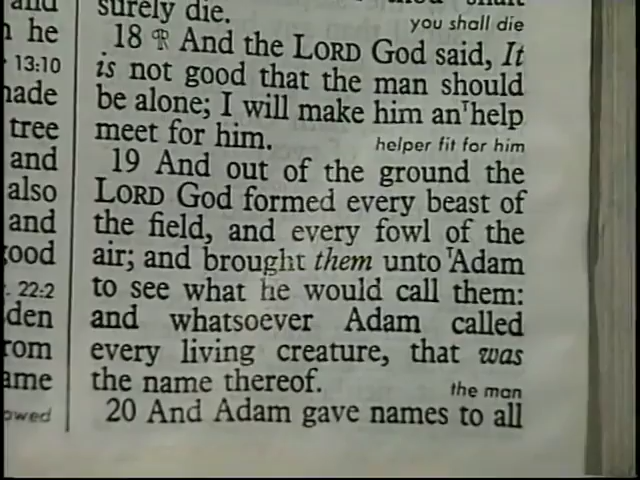 and
n he
13:10
nade
tree
and
also
and
ood
. 22:2
den
rom
ame
owed
surely die.
you shall die
18 And the LORD God said, It
is not good that the man should
be alone; I will make him an ᵀhelp
meet for him.
helper fit for him
19 And out of the ground the
LORD God formed every beast of
the field, and every fowl of the
air; and brought them unto ᵀAdam
to see what he would call them:
and whatsoever Adam called
every living creature, that was
the name thereof.
the man
20 And Adam gave names to all